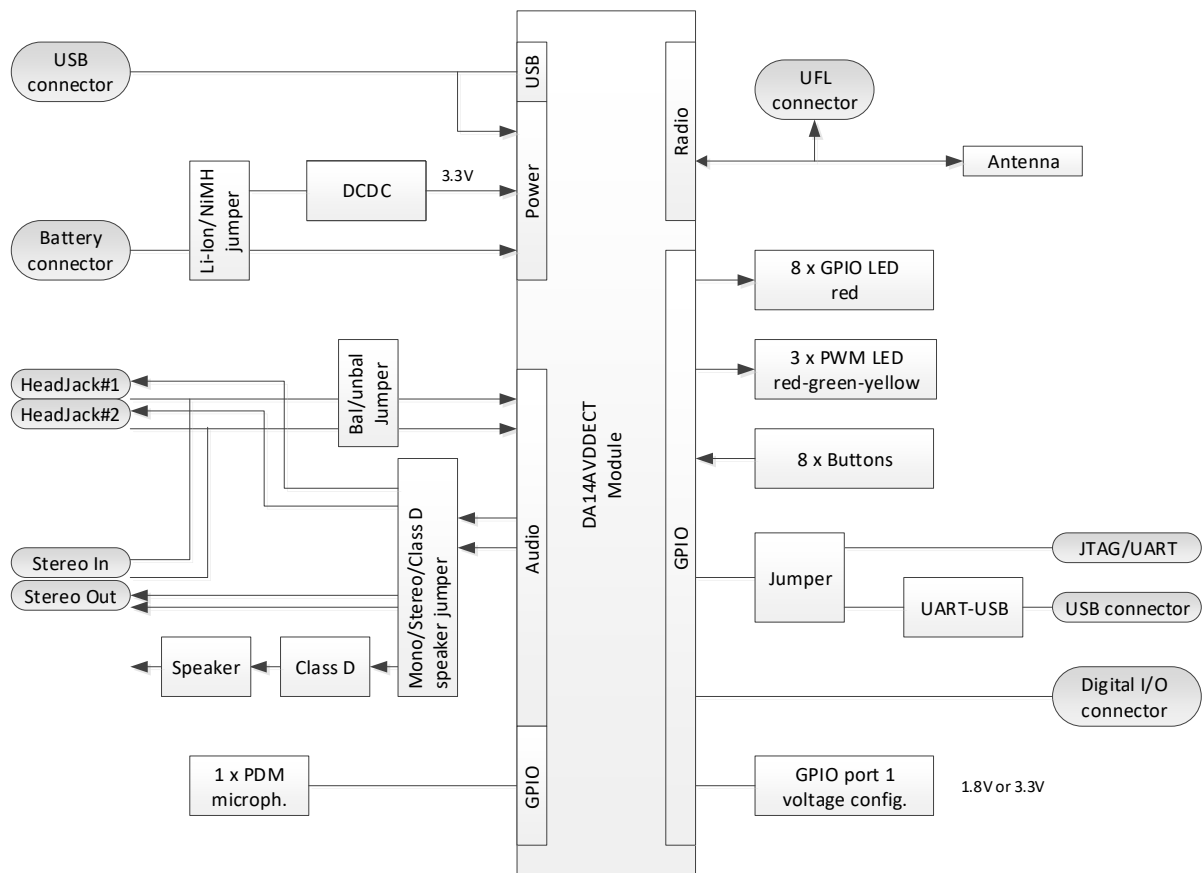 USB
connector
USB
Power
Li-Ion/NiMH
jumper
DCDC
3.3V
Battery
connector
HeadJack#1
HeadJack#2
Bal/unbal
Jumper
Audio
Mono/Stereo/Class D
speaker jumper
Stereo In
Stereo Out
Speaker
Class D
1 x PDM
microph.
GPIO
DA14AVDDECT
Module
Radio
UFL
connector
Antenna
GPIO
8 x GPIO LED
red
3 x PWM LED
red-green-yellow
8 x Buttons
Jumper
JTAG/UART
UART-USB
USB connector
Digital I/O
connector
GPIO port 1
voltage config.
1.8V or 3.3V